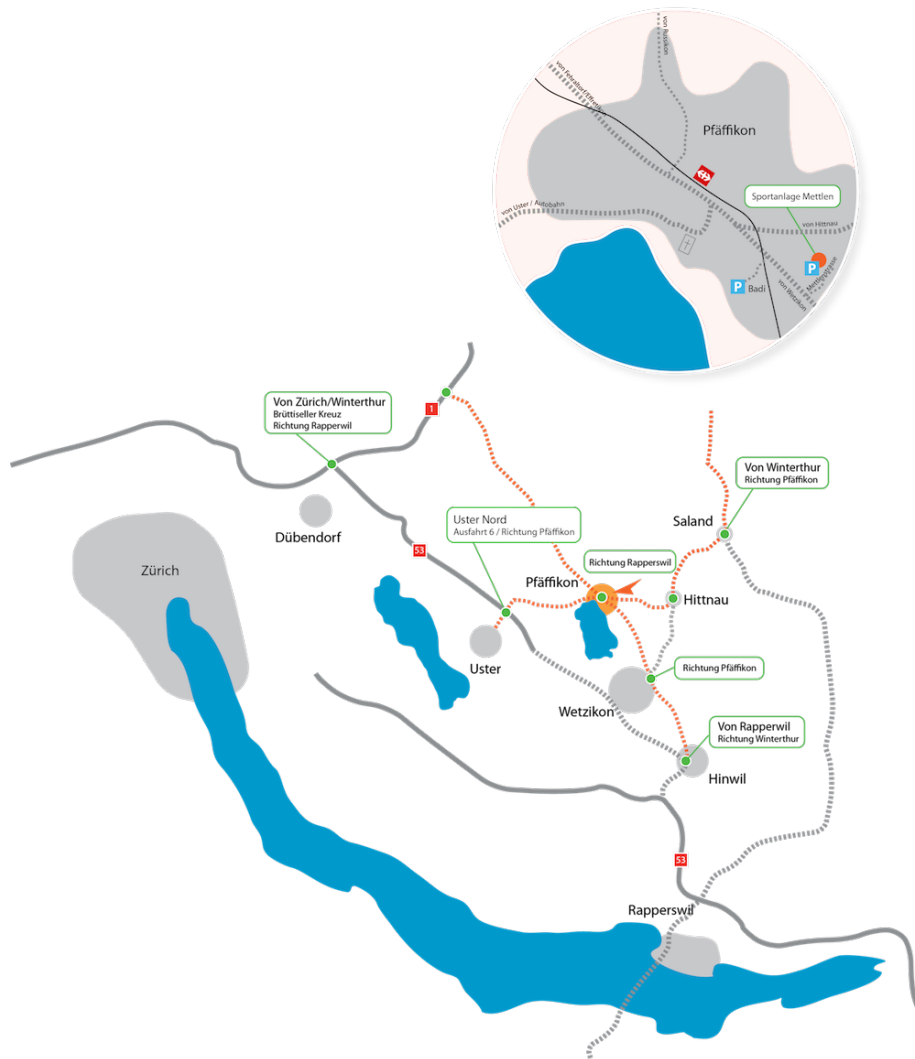 von Russikon
von Fehraltorf/Effretikon
Pfäffikon
Sportanlage Mettlen
von Uster / Autobahn
von Hittnau
P
Mettlenstrasse
P
Badi
von Wetzikon
Von Zürich/Winterthur
Brüttiseller Kreuz
Richtung Rapperwil
1
Von Winterthur
Richtung Pfäffikon
Uster Nord
Ausfahrt 6 / Richtung Pfäffikon
Saland
Dübendorf
53
Zürich
Richtung Rapperswil
Pfäffikon
Hittnau
Uster
Richtung Pfäffikon
Wetzikon
Von Rapperwil
Richtung Winterthur
Hinwil
53
Rapperswil